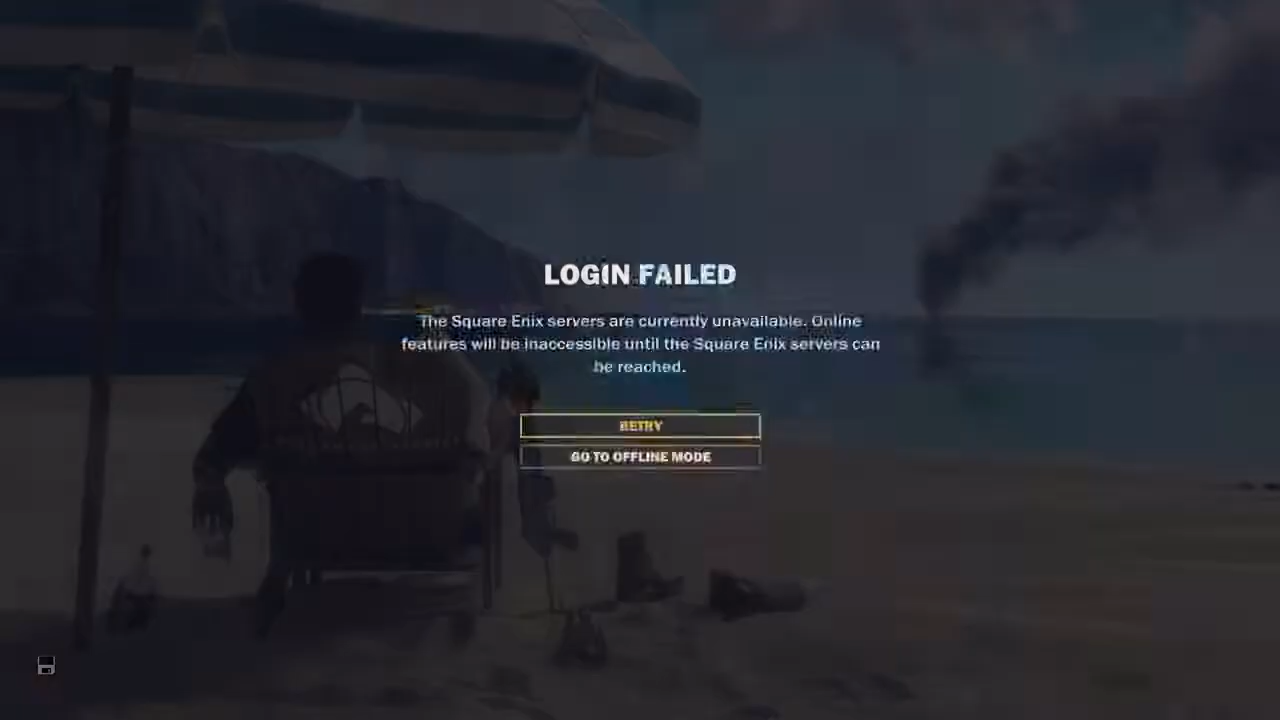 LOGIN FAILED
The Square Enix servers are currently unavailable. Online
features will be inaccessible until the Square Enix servers can
be reached.
RETRY
GO TO OFFLINE MODE